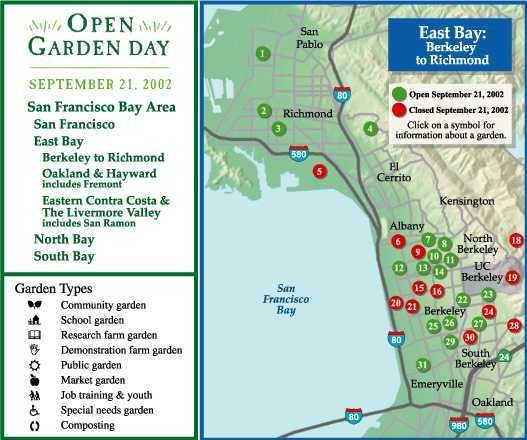 OPEN
GARDEN DAY
SEPTEMBER 21, 2002
San Francisco Bay Area
San Francisco
East Bay
Berkeley to Richmond
Oakland & Hayward
includes Fremont
Eastern Contra Costa &
The Livermore Valley
includes San Ramon
North Bay
South Bay
Garden Types
Community garden
School garden
Research farm garden
Demonstration farm garden
Public garden
Market garden
Job training & youth
Special needs garden
Composting
East Bay:
Berkeley
to Richmond
Open September 21, 2002
Closed September 21, 2002
Click on a symbol for
information about a garden.
San
Pablo
1
80
2
Richmond
3
4
580
5
El
Cerrito
Kensington
Albany
6
7
8
North
Berkeley
18
9
10
11
12
13
14
UC
Berkeley
19
San
Francisco
Bay
15
16
20
21
22
23
Berkeley
24
25
26
27
28
29
30
80
South
Berkeley
24
31
Emeryville
Oakland
80
980
580